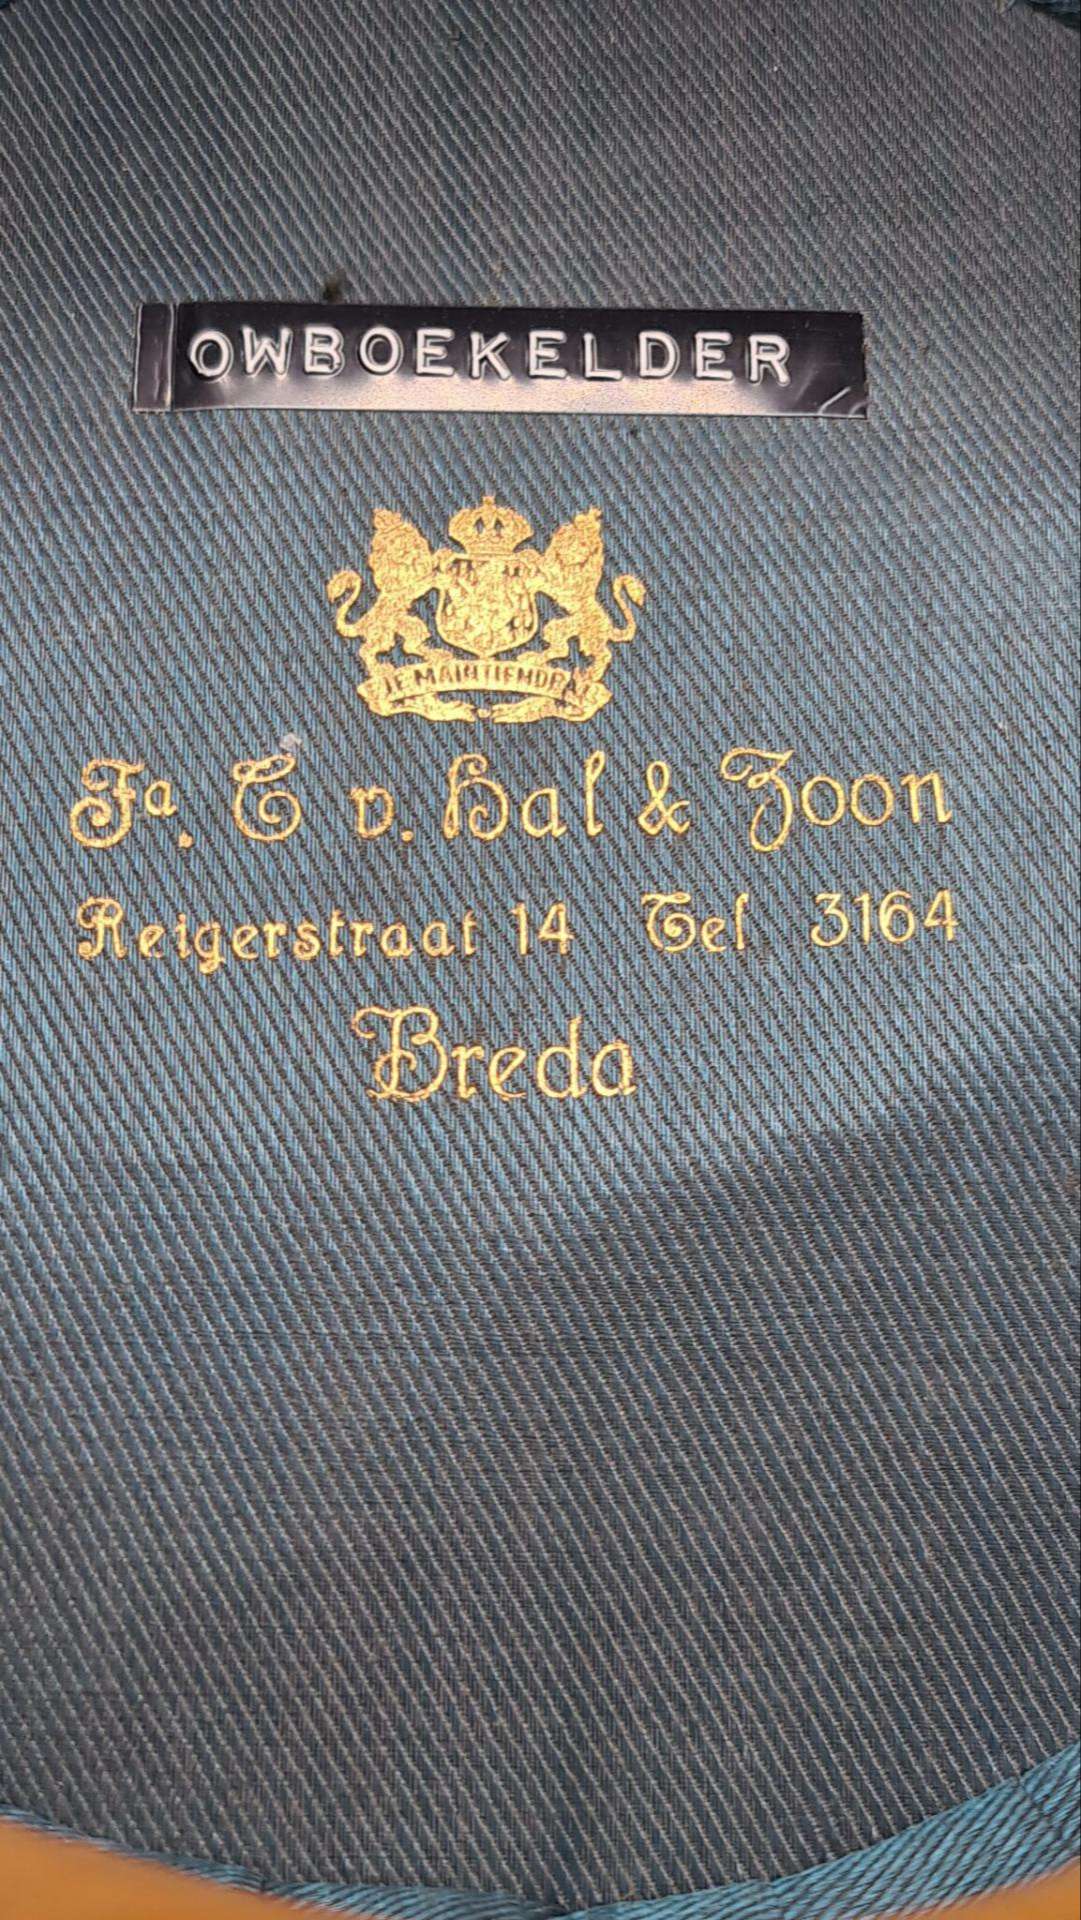 OWBOEKELDER
JE MAINTIENDRAI
Fa. T v. Hal & Zoon
Reigerstraat 14 Tel 3164
Breda